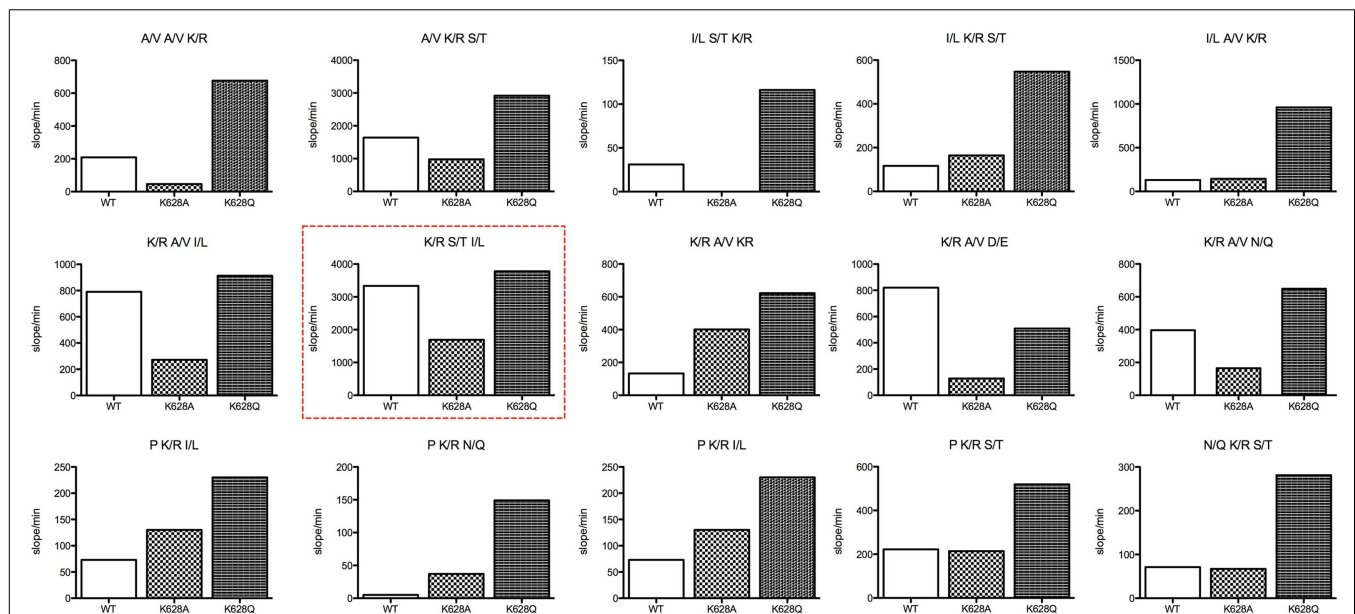 A/V A/V K/R
800
600
400
200
0
slope/min
WT K628A K628Q
A/V K/R S/T
4000
3000
2000
1000
0
slope/min
WT K628A K628Q
I/L S/T K/R
150
100
50
0
slope/min
WT K628A K628Q
I/L K/R S/T
600
400
200
0
slope/min
WT K628A K628Q
I/L A/V K/R
1500
1000
500
0
slope/min
WT K628A K628Q
K/R A/V I/L
1000
800
600
400
200
0
slope/min
WT K628A K628Q
K/R S/T I/L
4000
3000
2000
1000
0
slope/min
WT K628A K628Q
K/R A/V KR
800
600
400
200
0
slope/min
WT K628A K628Q
K/R A/V D/E
1000
800
600
400
200
0
slope/min
WT K628A K628Q
K/R A/V N/Q
800
600
400
200
0
slope/min
WT K628A K628Q
P K/R I/L
250
200
150
100
50
0
slope/min
WT K628A K628Q
P K/R N/Q
200
150
100
50
0
slope/min
WT K628A K628Q
P K/R I/L
250
200
150
100
50
0
slope/min
WT K628A K628Q
P K/R S/T
600
400
200
0
slope/min
WT K628A K628Q
N/Q K/R S/T
300
200
100
0
slope/min
WT K628A K628Q